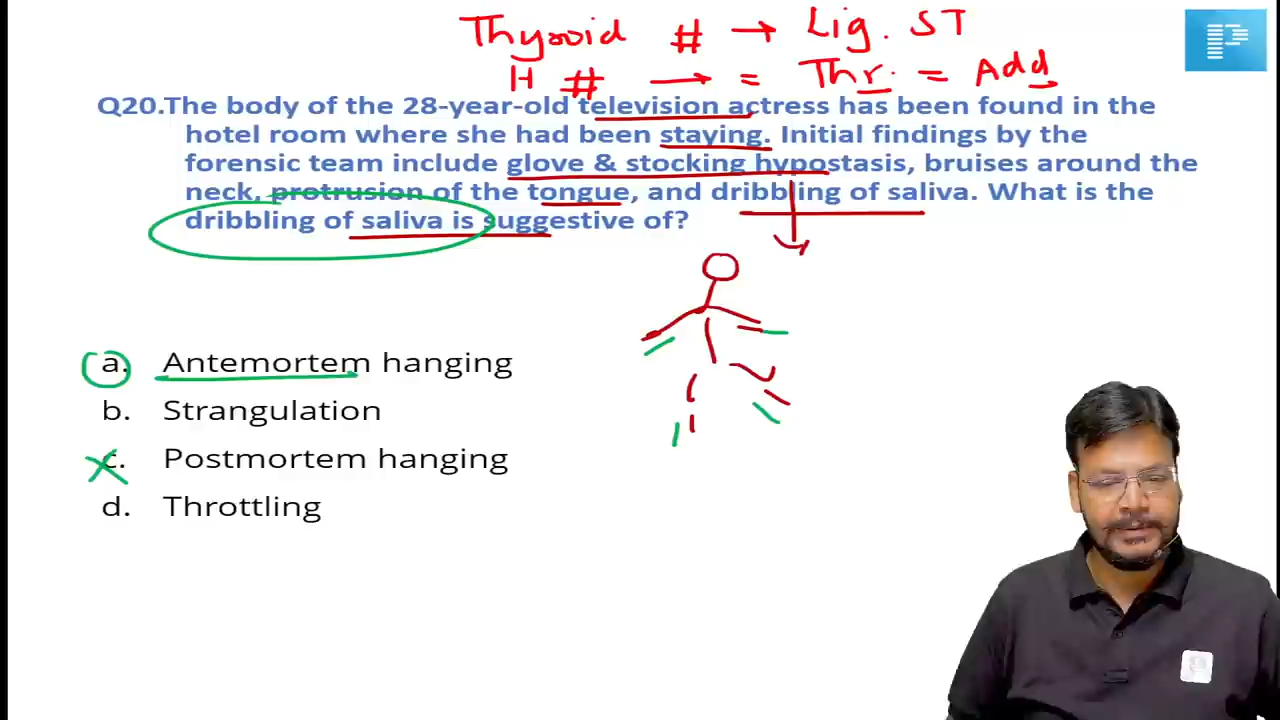 Thyroid # → Lig. ST
H # → = Thr. = Add
Q20.The body of the 28-year-old television actress has been found in the
hotel room where she had been staying. Initial findings by the
forensic team include glove & stocking hypostasis, bruises around the
neck, protrusion of the tongue, and dribbling of saliva. What is the
dribbling of saliva is suggestive of?
a. Antemortem hanging
b. Strangulation
c. Postmortem hanging
d. Throttling